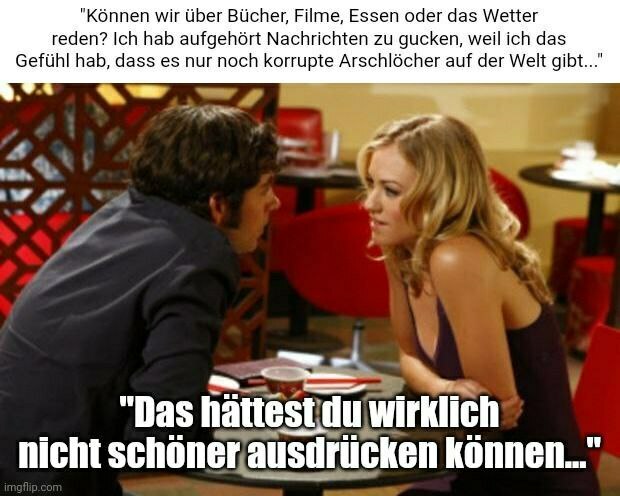 "Können wir über Bücher, Filme, Essen oder das Wetter
reden? Ich hab aufgehört Nachrichten zu gucken, weil ich das
Gefühl hab, dass es nur noch korrupte Arschlöcher auf der Welt gibt..."
"Das hättest du wirklich
nicht schöner ausdrücken können..."
imgflip.com